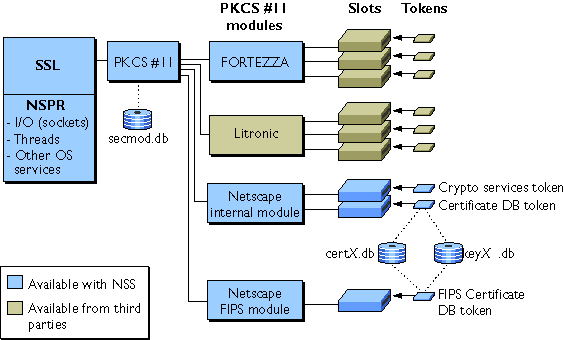 PKCS #11
modules
Slots
Tokens
SSL
PKCS #11
FORTEZZA
NSPR
- I/O (sockets)
- Threads
- Other OS
services
secmod.db
Litronic
Netscape
internal module
Crypto services token
Certificate DB token
certX.db
keyX .db
Netscape
FIPS module
FIPS Certificate
DB token
Available with NSS
Available from third
parties